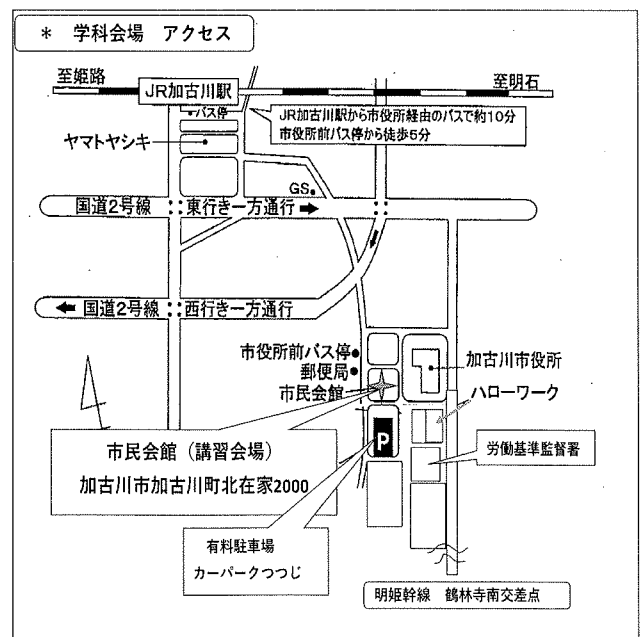 * 学科会場 アクセス
至姫路
JR加古川駅
至明石
バス停
JR加古川駅から市役所経由のバスで約10分
市役所前バス停から徒歩5分
ヤマトヤシキ
GS
国道2号線 東行き一方通行
国道2号線 西行き一方通行
市役所前バス停
郵便局
市民会館
加古川市役所
ハローワーク
P
労働基準監督署
市民会館（講習会場）
加古川市加古川町北在家2000
有料駐車場
カーパークつつじ
明姫幹線 鶴林寺南交差点